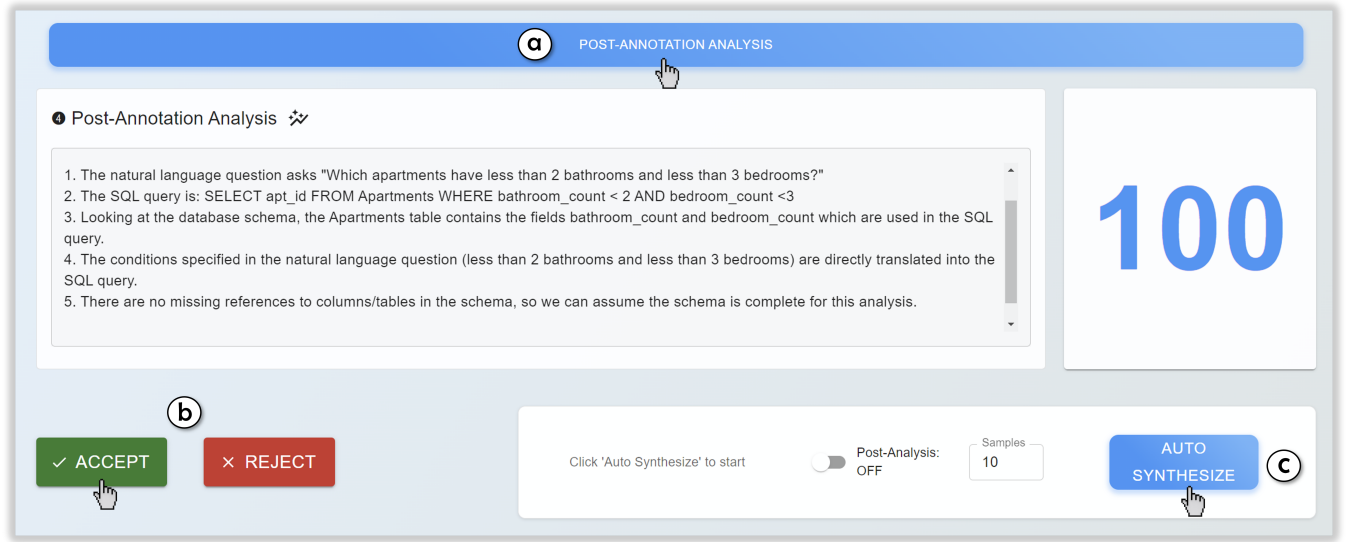 ⓐ POST-ANNOTATION ANALYSIS
❹ Post-Annotation Analysis
1. The natural language question asks "Which apartments have less than 2 bathrooms and less than 3 bedrooms?"
2. The SQL query is: SELECT apt_id FROM Apartments WHERE bathroom_count < 2 AND bedroom_count <3
3. Looking at the database schema, the Apartments table contains the fields bathroom_count and bedroom_count which are used in the SQL
query.
4. The conditions specified in the natural language question (less than 2 bathrooms and less than 3 bedrooms) are directly translated into the
SQL query.
5. There are no missing references to columns/tables in the schema, so we can assume the schema is complete for this analysis.
100
ⓑ
ACCEPT
REJECT
Click 'Auto Synthesize' to start
Post-Analysis:
OFF
Samples
10
AUTO
SYNTHESIZE
ⓒ